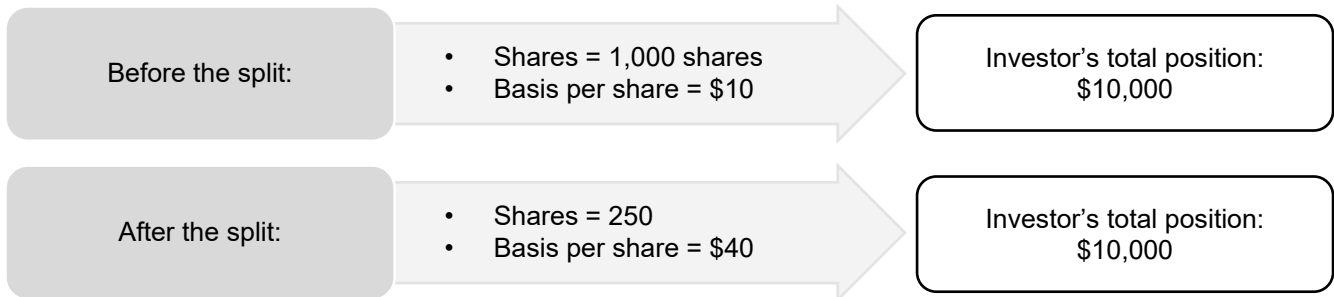 Before the split:
• Shares = 1,000 shares
• Basis per share = $10
Investor’s total position:
$10,000
After the split:
• Shares = 250
• Basis per share = $40
Investor’s total position:
$10,000